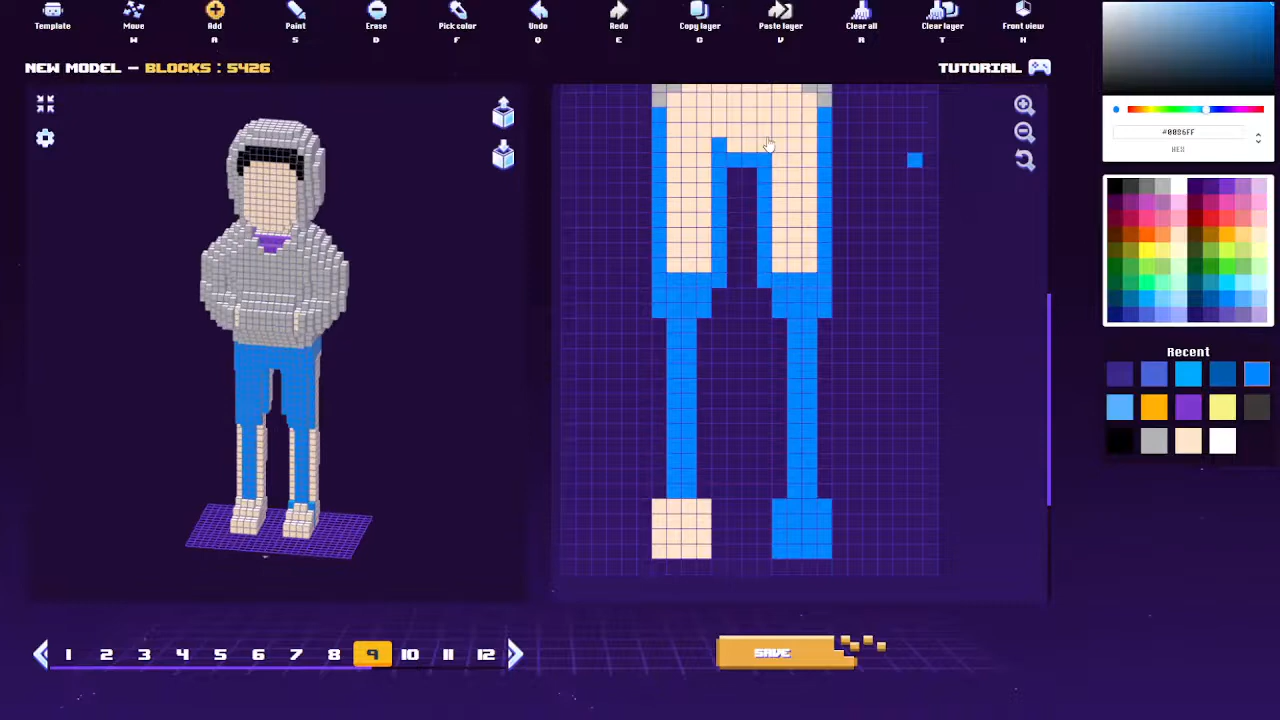 Template Move Add Paint Erase Pick color Undo Redo Copy layer Paste layer Clear all Clear layer Front view
M A S D F Q E G V R T H
NEW MODEL - BLOCKS : 5426
TUTORIAL
#0086FF
HEX
Recent
1 2 3 4 5 6 7 8 9 10 11 12
SAVE